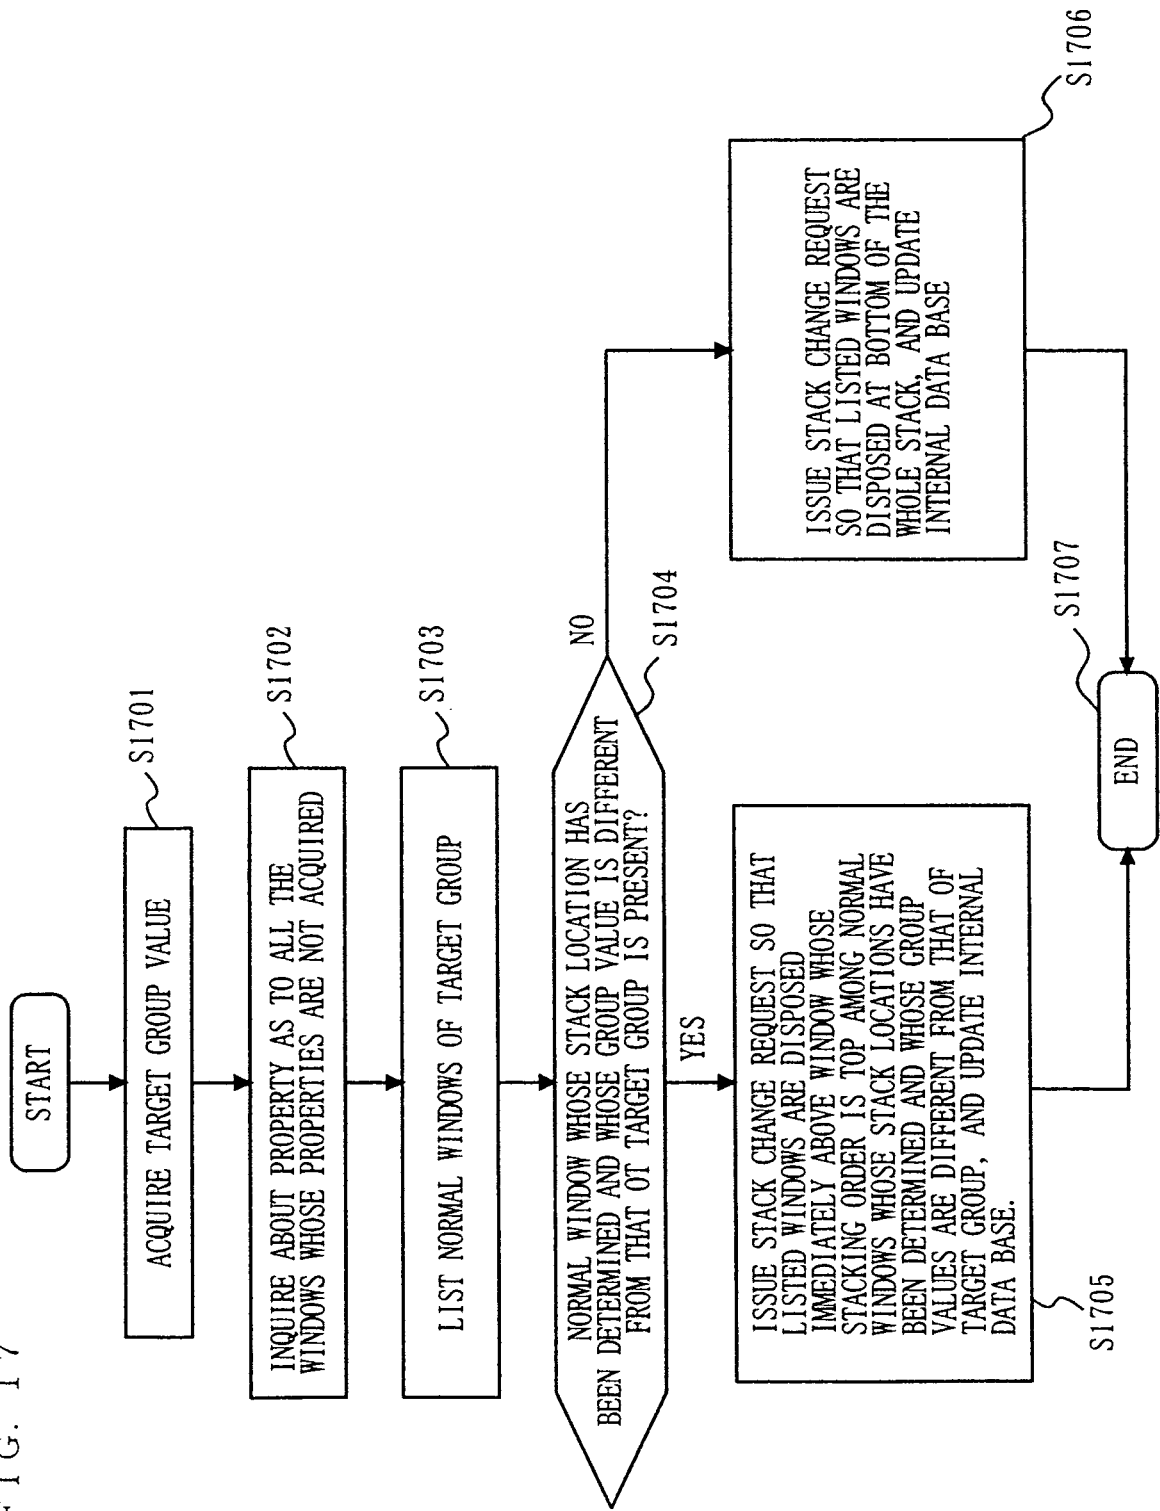 FIG. 17
START
ACQUIRE TARGET GROUP VALUE
S1701
INQUIRE ABOUT PROPERTY AS TO ALL THE
WINDOWS WHOSE PROPERTIES ARE NOT ACQUIRED
S1702
LIST NORMAL WINDOWS OF TARGET GROUP
S1703
NORMAL WINDOW WHOSE STACK LOCATION HAS
BEEN DETERMINED AND WHOSE GROUP VALUE IS DIFFERENT
FROM THAT OT TARGET GROUP IS PRESENT?
S1704
NO
YES
ISSUE STACK CHANGE REQUEST SO THAT
LISTED WINDOWS ARE DISPOSED
IMMEDIATELY ABOVE WINDOW WHOSE
STACKING ORDER IS TOP AMONG NORMAL
WINDOWS WHOSE STACK LOCATIONS HAVE
BEEN DETERMINED AND WHOSE GROUP
VALUES ARE DIFFERENT FROM THAT OF
TARGET GROUP, AND UPDATE INTERNAL
DATA BASE.
S1705
ISSUE STACK CHANGE REQUEST
SO THAT LISTED WINDOWS ARE
DISPOSED AT BOTTOM OF THE
WHOLE STACK, AND UPDATE
INTERNAL DATA BASE
S1706
END
S1707